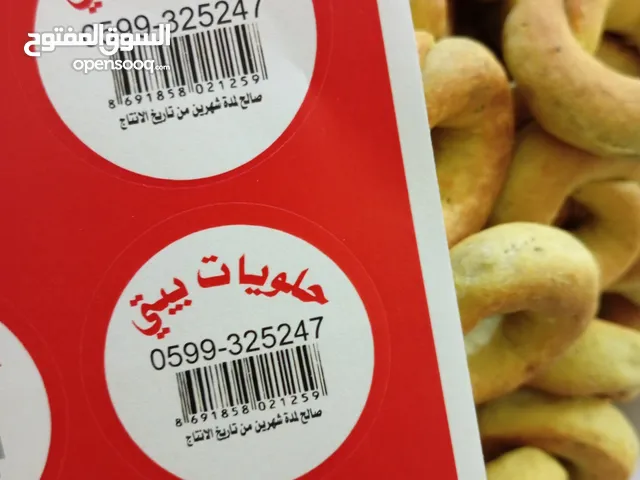 السوق المفتوح
opensooq.com
0599-325247
8 691858 021259
صالح لمدة شهرين من تاريخ الانتاج
حلويات بيتي
0599-325247
8 691858 021259
صالح لمدة شهرين من تاريخ الانتاج